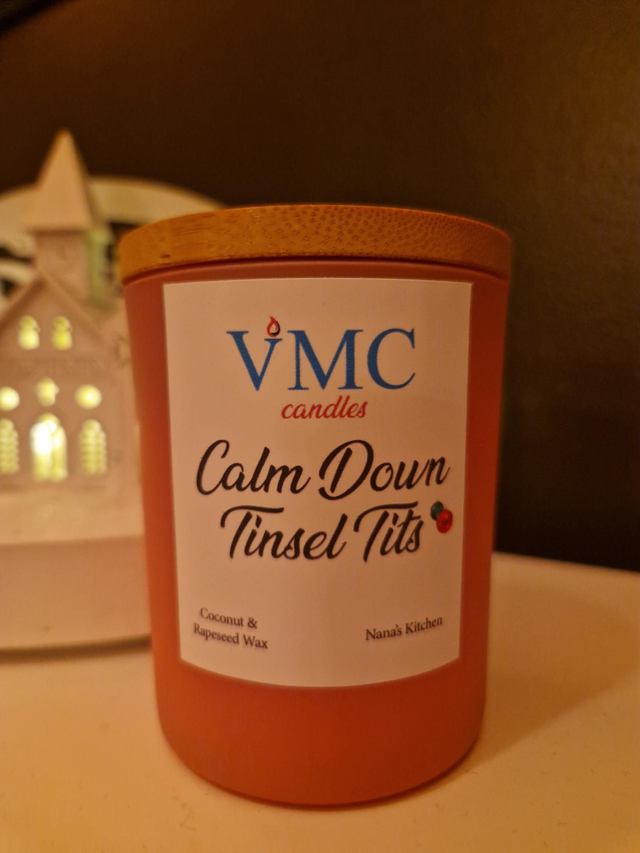 VMC
candles
Calm Down
Tinsel Tits
Coconut &
Rapeseed Wax
Nana's Kitchen